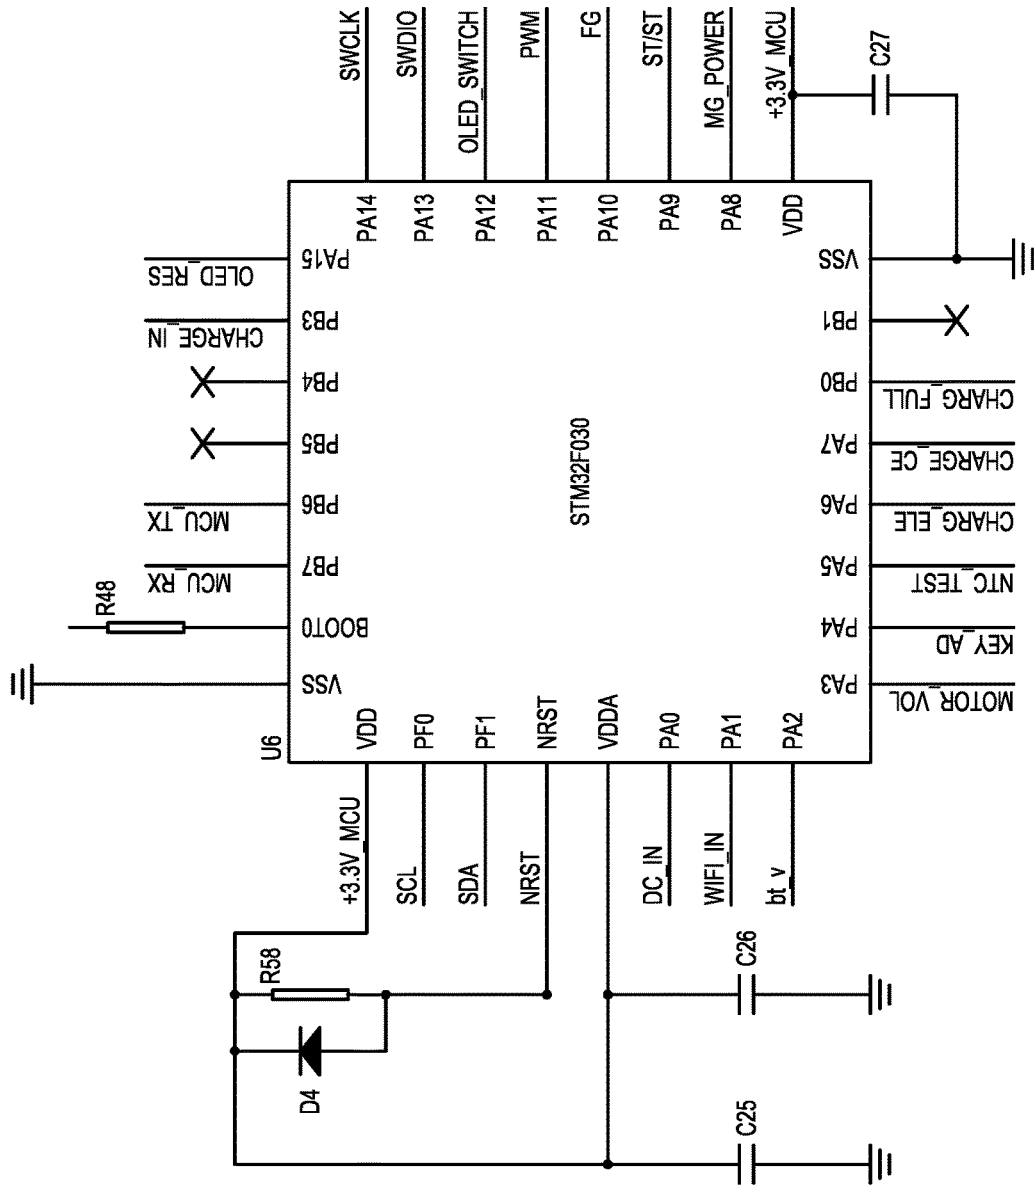 SWCLK
SWDIO
OLED_SWITCH
PWM
FG
ST/ST
MG_POWER
+3.3V_MCU
C27
PA14
PA13
PA12
PA11
PA10
PA9
PA8
VDD
OLED_RES
PA15
CHARGE_IN
PB3
PB4
PB5
MCU_TX
PB6
MCU_RX
PB7
R48
BOOT0
VSS
VSS
PB1
PB0
CHARG_FULL
PA7
CHARGE_CE
PA6
CHARG_ELE
PA5
NTC_TEST
PA4
KEY_AD
PA3
MOTOR_VOL
STM32F030
U6
VDD
PF0
PF1
NRST
VDDA
PA0
PA1
PA2
+3.3V_MCU
SCL
SDA
NRST
DC_IN
WIFI_IN
bt_v
R58
D4
C26
C25